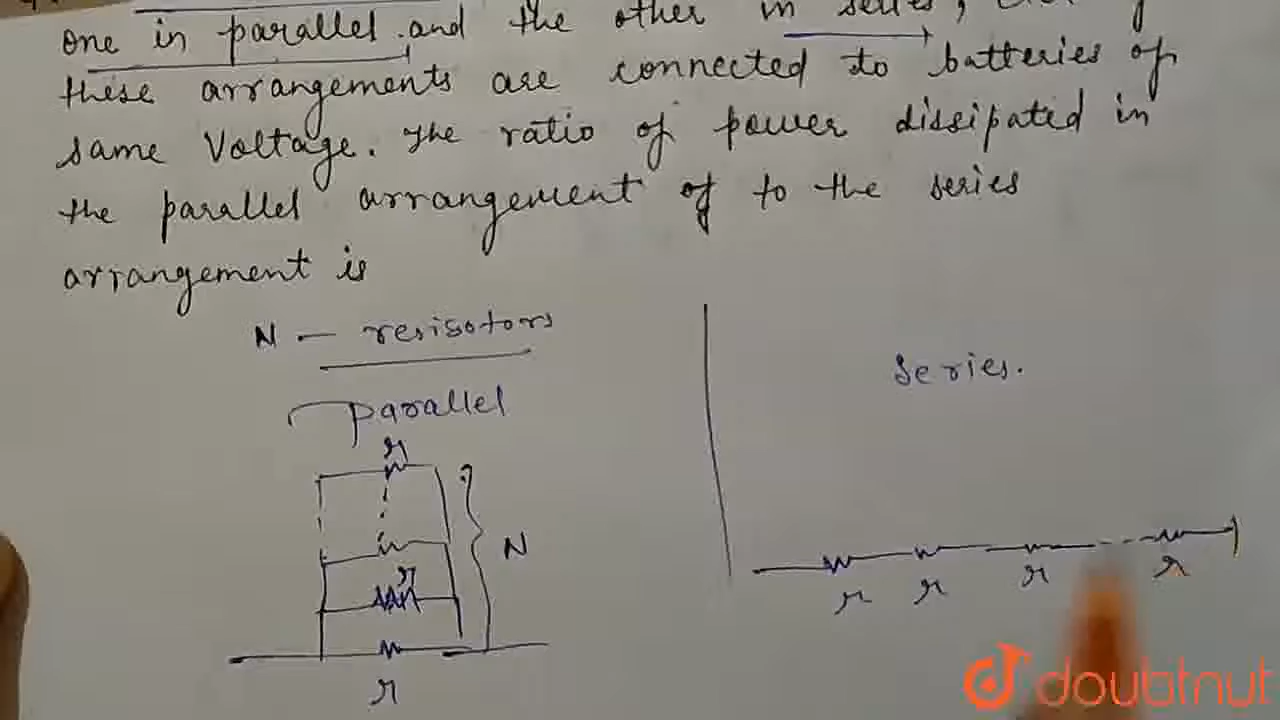 one in parallel and the other in series,
these arrangements are connected to batteries of
same Voltage. The ratio of power dissipated in
the parallel arrangement of to the series
arrangement is
N — resisotors
parallel
series.
r
r
N
r
r
r
r
r
doubtnut